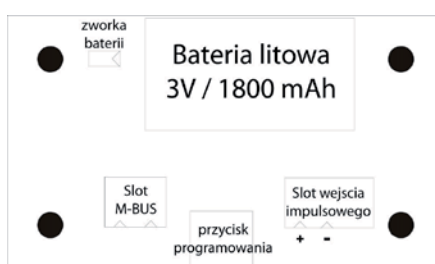 zworka
baterii
Bateria litowa
3V / 1800 mAh
Slot
M-BUS
przycisk
programowania
Slot wejscia
impulsowego
+ -